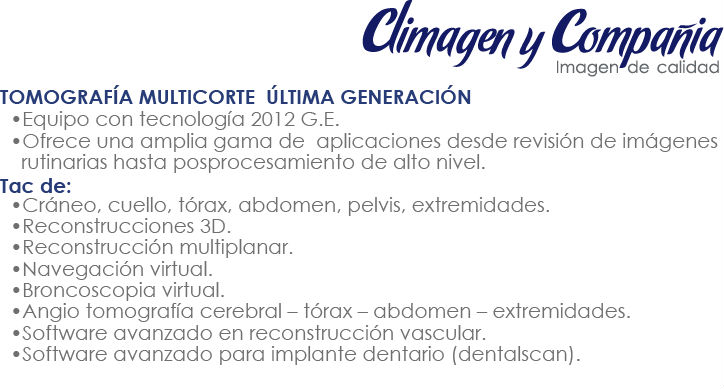 Climagen y Compañia
Imagen de calidad
TOMOGRAFÍA MULTICORTE ÚLTIMA GENERACIÓN
•Equipo con tecnología 2012 G.E.
•Ofrece una amplia gama de aplicaciones desde revisión de imágenes
rutinarias hasta posprocesamiento de alto nivel.
Tac de:
•Cráneo, cuello, tórax, abdomen, pelvis, extremidades.
•Reconstrucciones 3D.
•Reconstrucción multiplanar.
•Navegación virtual.
•Broncoscopia virtual.
•Angio tomografía cerebral – tórax – abdomen – extremidades.
•Software avanzado en reconstrucción vascular.
•Software avanzado para implante dentario (dentalscan).